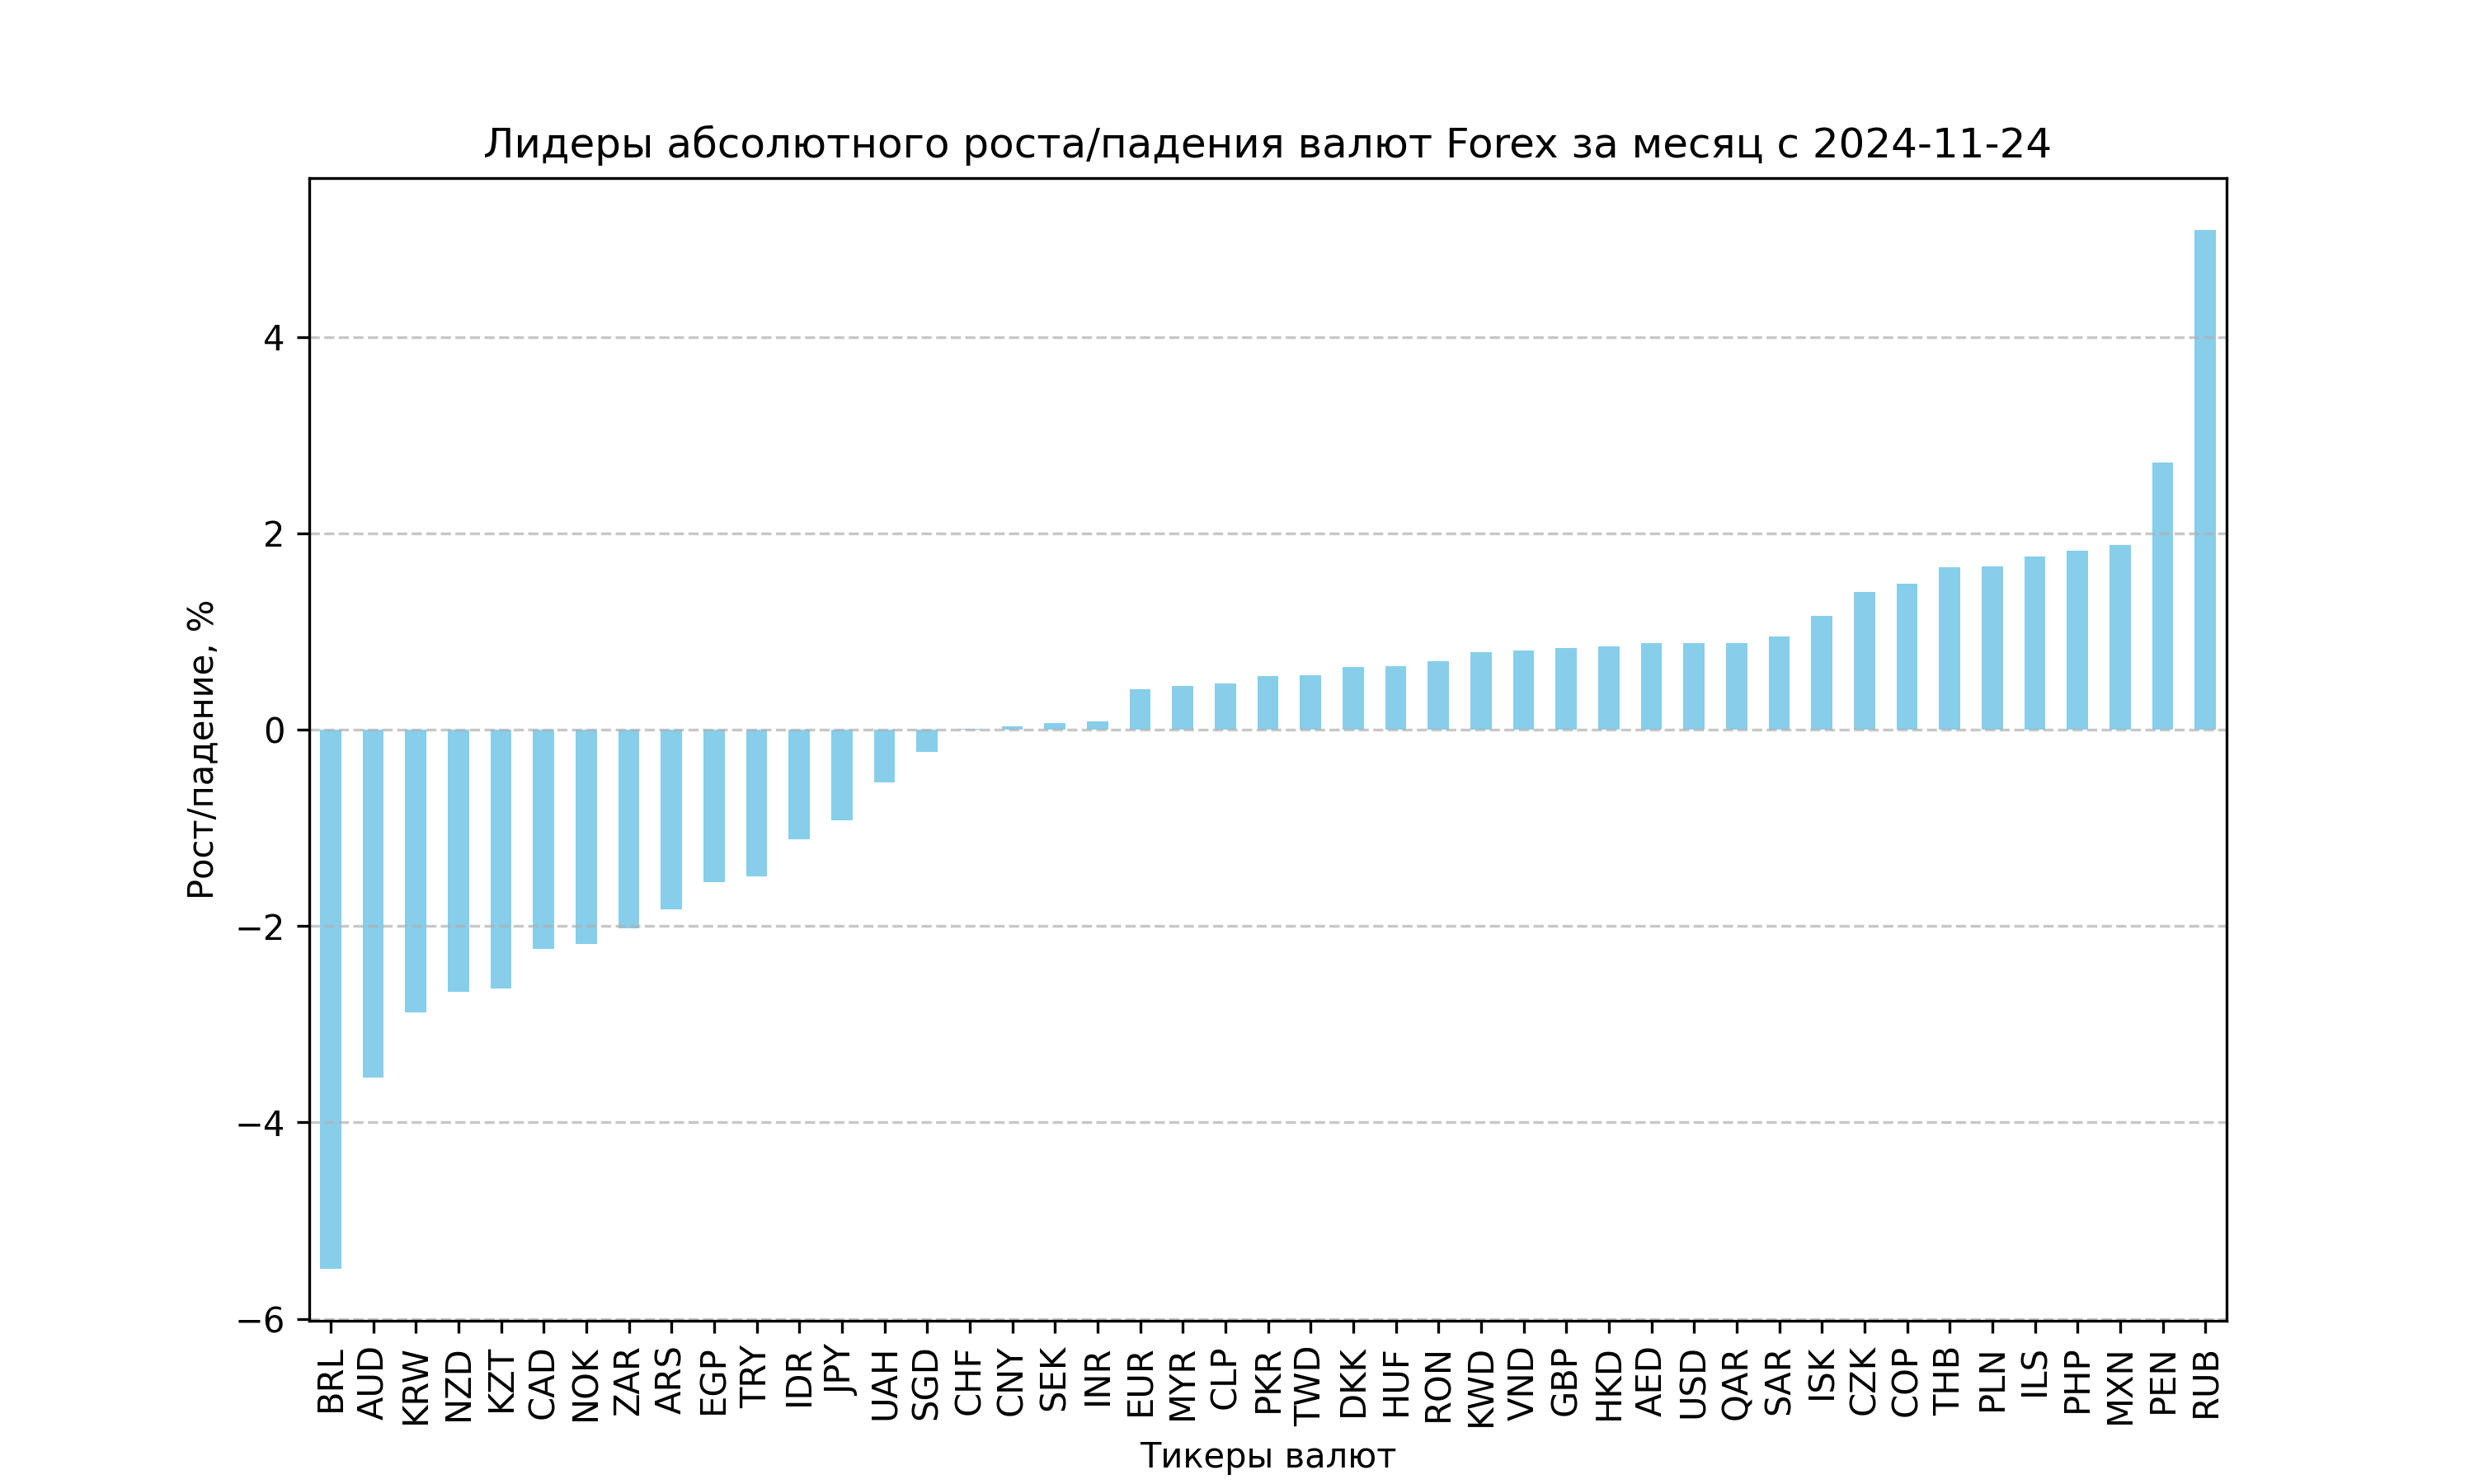 Лидеры абсолютного роста/падения валют Forex за месяц с 2024-11-24
Рост/падение, %
4
2
0
−2
−4
−6
BRL
AUD
KRW
NZD
KZT
CAD
NOK
ZAR
ARS
EGP
TRY
IDR
JPY
UAH
SGD
CHF
CNY
SEK
INR
EUR
MYR
CLP
PKR
TWD
DKK
HUF
RON
KWD
VND
GBP
HKD
AED
USD
QAR
SAR
ISK
CZK
COP
THB
PLN
ILS
PHP
MXN
PEN
RUB
Тикеры валют